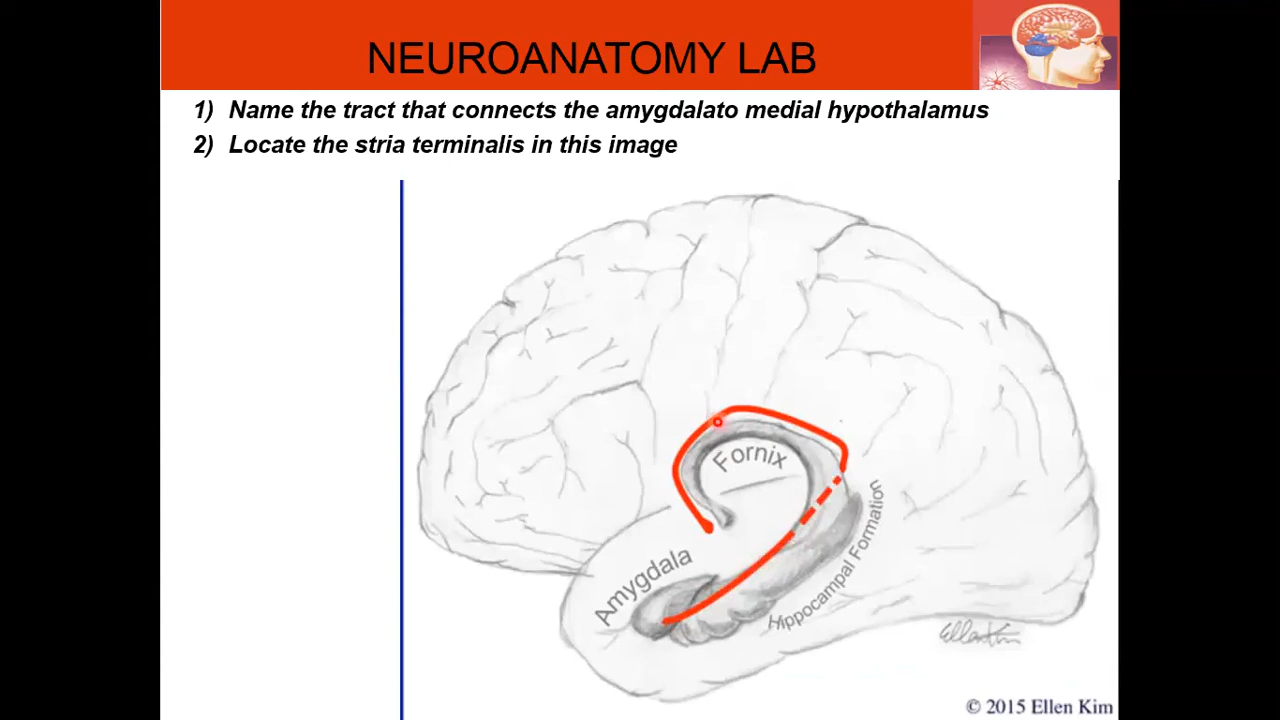 NEUROANATOMY LAB
1) Name the tract that connects the amygdalato medial hypothalamus
2) Locate the stria terminalis in this image
Fornix
Amygdala
Hippocampal Formation
EllenKim
© 2015 Ellen Kim